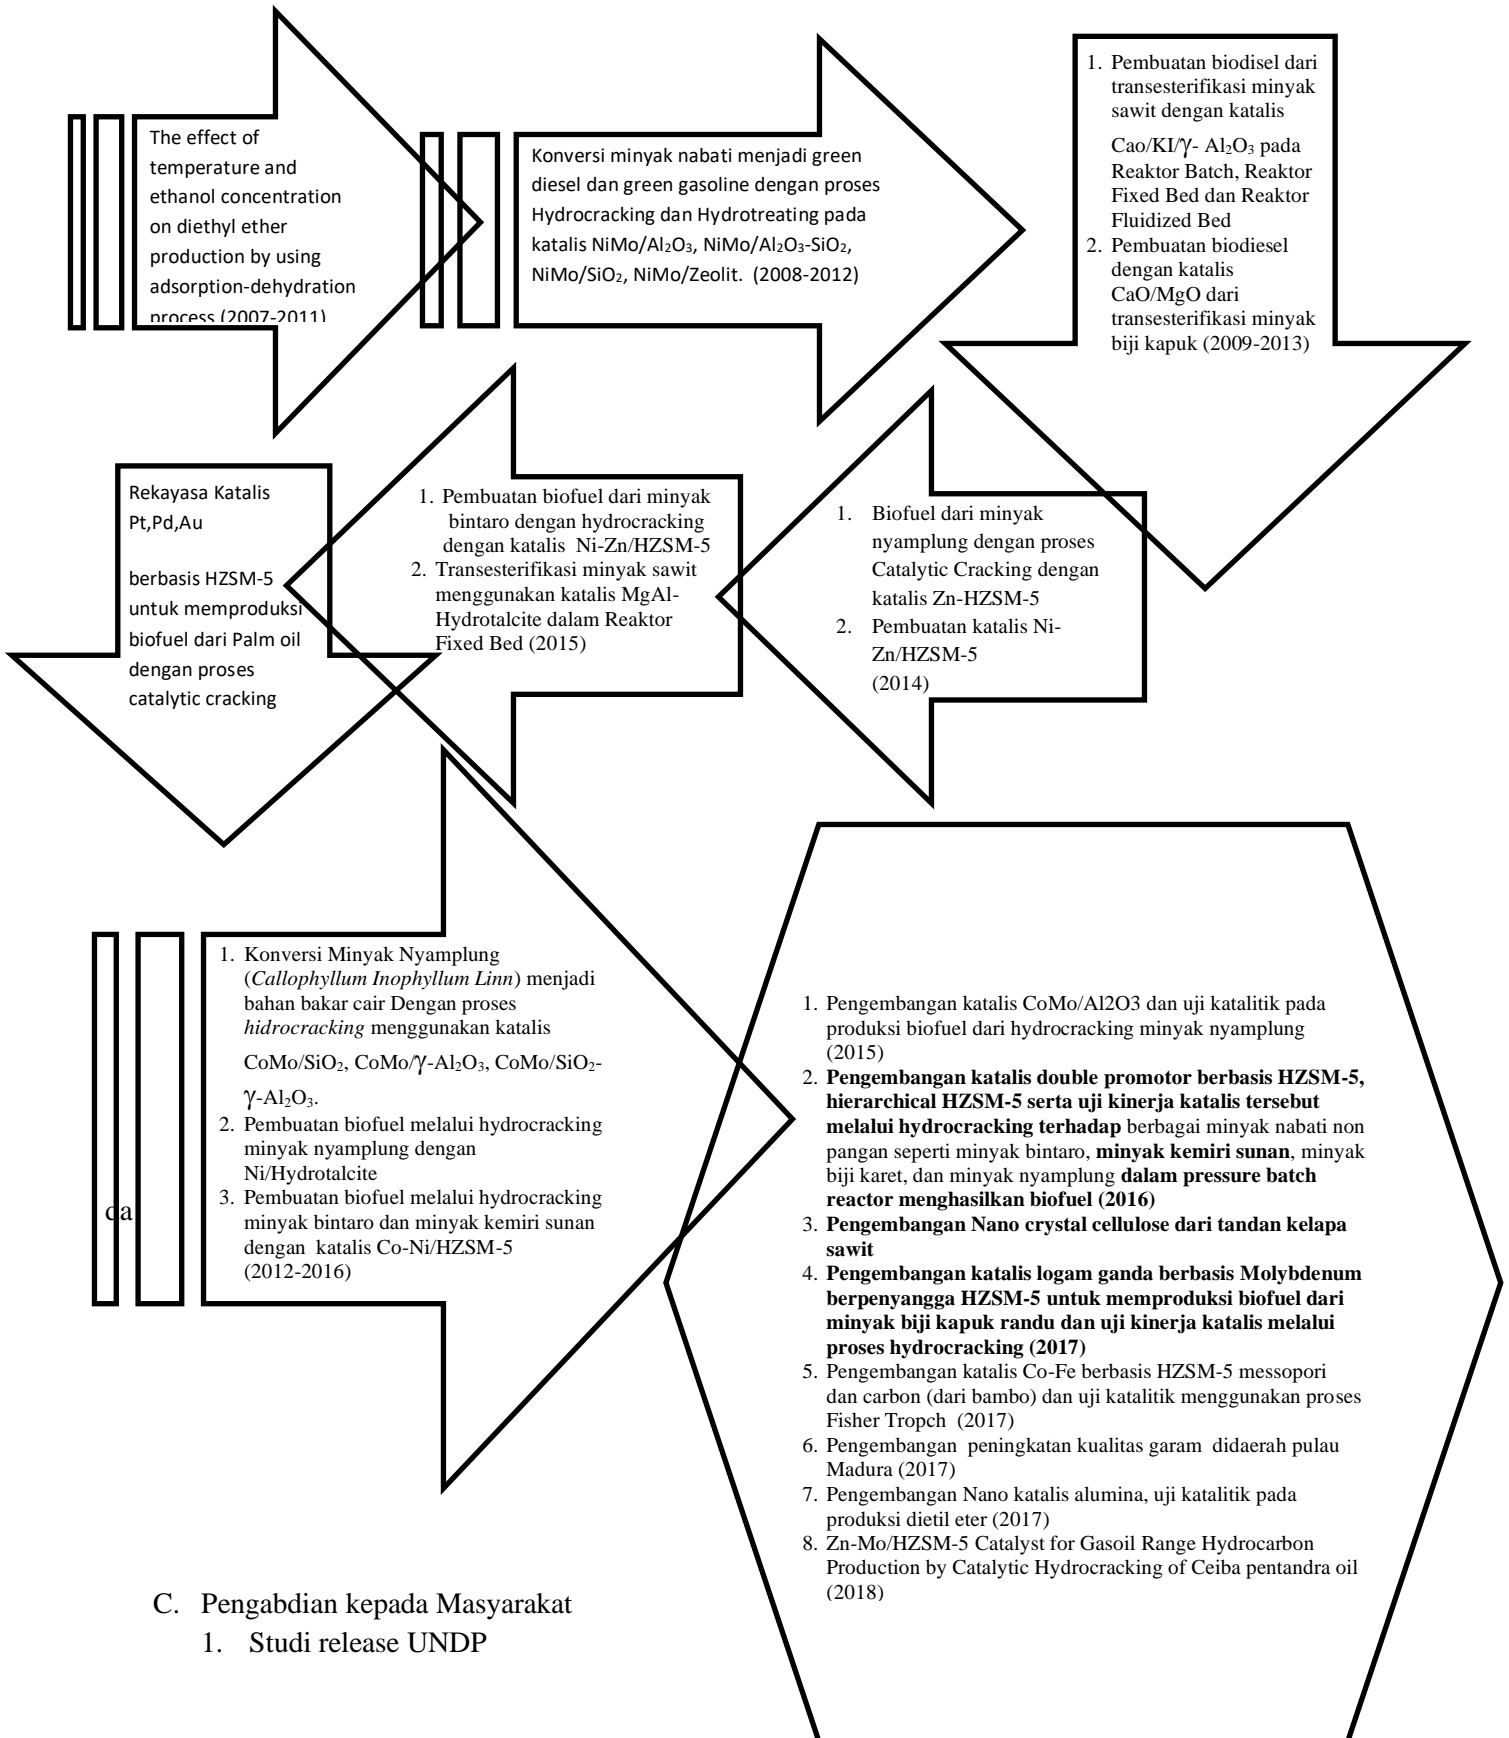 The effect of
temperature and
ethanol concentration
on diethyl ether
production by using
adsorption-dehydration
process (2007-2011)
Konversi minyak nabati menjadi green
diesel dan green gasoline dengan proses
Hydrocracking dan Hydrotreating pada
katalis NiMo/Al₂O₃, NiMo/Al₂O₃-SiO₂,
NiMo/SiO₂, NiMo/Zeolit. (2008-2012)
1. Pembuatan biodisel dari
transesterifikasi minyak
sawit dengan katalis
Cao/KI/γ- Al₂O₃ pada
Reaktor Batch, Reaktor
Fixed Bed dan Reaktor
Fluidized Bed
2. Pembuatan biodiesel
dengan katalis
CaO/MgO dari
transesterifikasi minyak
biji kapuk (2009-2013)
1. Biofuel dari minyak
nyamplung dengan proses
Catalytic Cracking dengan
katalis Zn-HZSM-5
2. Pembuatan katalis Ni-
Zn/HZSM-5
(2014)
1. Pembuatan biofuel dari minyak
bintaro dengan hydrocracking
dengan katalis Ni-Zn/HZSM-5
2. Transesterifikasi minyak sawit
menggunakan katalis MgAl-
Hydrotalcite dalam Reaktor
Fixed Bed (2015)
Rekayasa Katalis
Pt,Pd,Au
berbasis HZSM-5
untuk memproduksi
biofuel dari Palm oil
dengan proses
catalytic cracking
da
1. Konversi Minyak Nyamplung
(Callophyllum Inophyllum Linn) menjadi
bahan bakar cair Dengan proses
hidrocracking menggunakan katalis
CoMo/SiO₂, CoMo/γ-Al₂O₃, CoMo/SiO₂-
γ-Al₂O₃.
2. Pembuatan biofuel melalui hydrocracking
minyak nyamplung dengan
Ni/Hydrotalcite
3. Pembuatan biofuel melalui hydrocracking
minyak bintaro dan minyak kemiri sunan
dengan katalis Co-Ni/HZSM-5
(2012-2016)
1. Pengembangan katalis CoMo/Al2O3 dan uji katalitik pada
produksi biofuel dari hydrocracking minyak nyamplung
(2015)
2. Pengembangan katalis double promotor berbasis HZSM-5,
hierarchical HZSM-5 serta uji kinerja katalis tersebut
melalui hydrocracking terhadap berbagai minyak nabati non
pangan seperti minyak bintaro, minyak kemiri sunan, minyak
biji karet, dan minyak nyamplung dalam pressure batch
reactor menghasilkan biofuel (2016)
3. Pengembangan Nano crystal cellulose dari tandan kelapa
sawit
4. Pengembangan katalis logam ganda berbasis Molybdenum
berpenyangga HZSM-5 untuk memproduksi biofuel dari
minyak biji kapuk randu dan uji kinerja katalis melalui
proses hydrocracking (2017)
5. Pengembangan katalis Co-Fe berbasis HZSM-5 messopori
dan carbon (dari bambo) dan uji katalitik menggunakan proses
Fisher Tropch (2017)
6. Pengembangan peningkatan kualitas garam didaerah pulau
Madura (2017)
7. Pengembangan Nano katalis alumina, uji katalitik pada
produksi dietil eter (2017)
8. Zn-Mo/HZSM-5 Catalyst for Gasoil Range Hydrocarbon
Production by Catalytic Hydrocracking of Ceiba pentandra oil
(2018)
C. Pengabdian kepada Masyarakat
1. Studi release UNDP